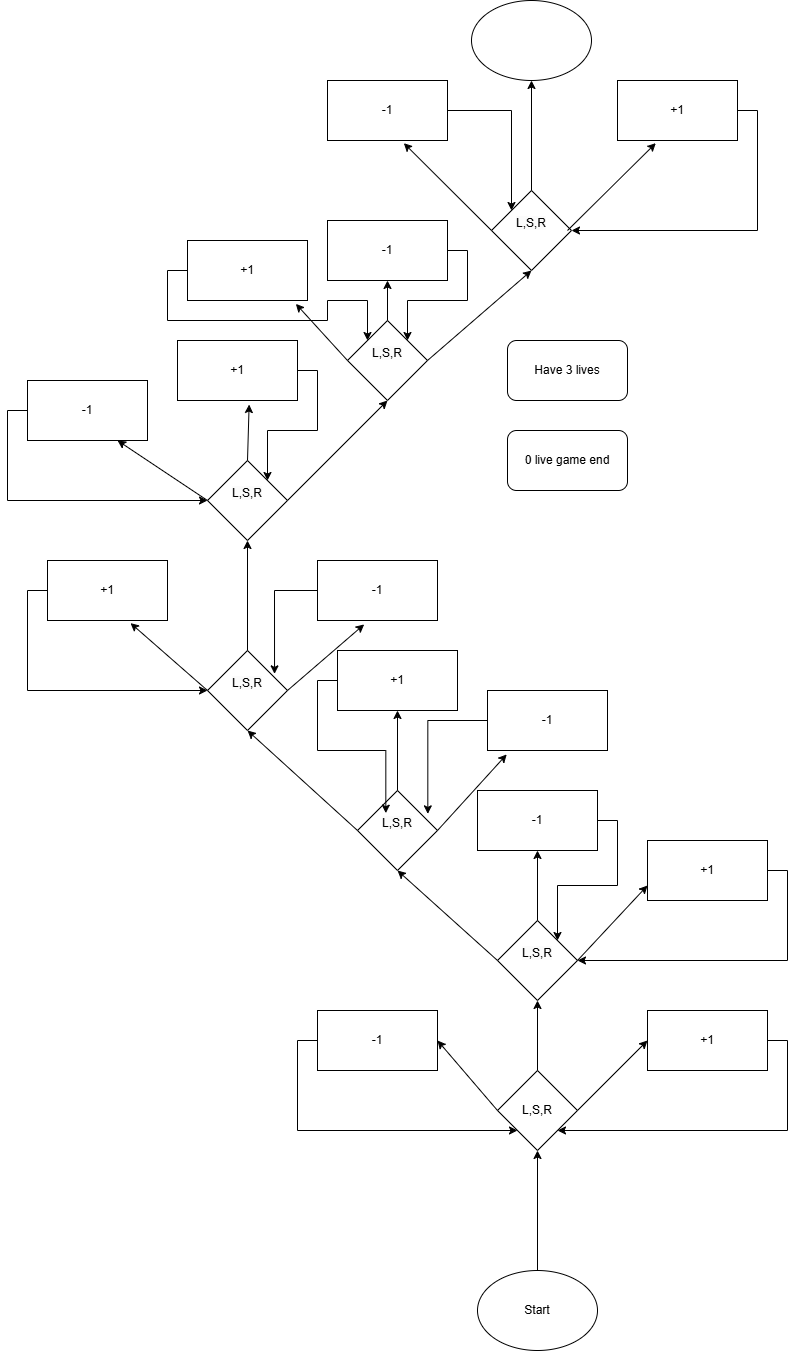 -1
+1
L,S,R
-1
+1
L,S,R
Have 3 lives
+1
-1
0 live game end
L,S,R
+1
-1
L,S,R
+1
-1
L,S,R
-1
+1
L,S,R
-1
+1
L,S,R
Start